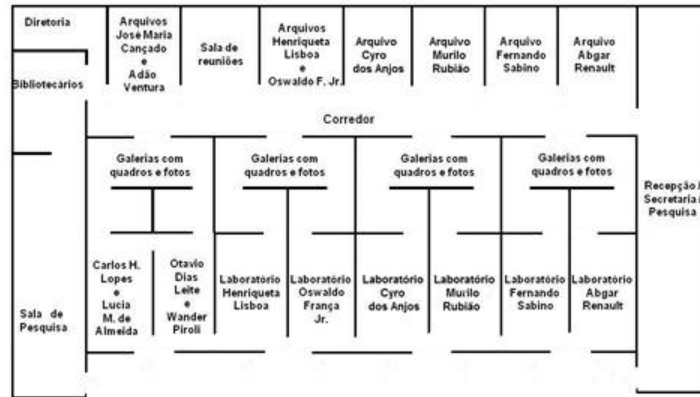 Diretoria
Arquivos
José Maria
Cançado
e
Adão
Ventura
Sala de
reuniões
Arquivos
Henriqueta
Lisboa
e
Oswaldo F. Jr.
Arquivo
Cyro
dos Anjos
Arquivo
Murilo
Rubião
Arquivo
Fernando
Sabino
Arquivo
Abgar
Renault
Bibliotecários
Corredor
Galerias com
quadros e fotos
Galerias com
quadros e fotos
Galerias com
quadros e fotos
Galerias com
quadros e fotos
Recepção /
Secretaria /
Pesquisa
Sala de
Pesquisa
Carlos H.
Lopes
e
Lucia
M. de
Almeida
Otavio
Dias
Leite
e
Wander
Piroli
Laboratório
Henriqueta
Lisboa
Laboratório
Oswaldo
França
Jr.
Laboratório
Cyro
dos Anjos
Laboratório
Murilo
Rubião
Laboratório
Fernando
Sabino
Laboratório
Abgar
Renault